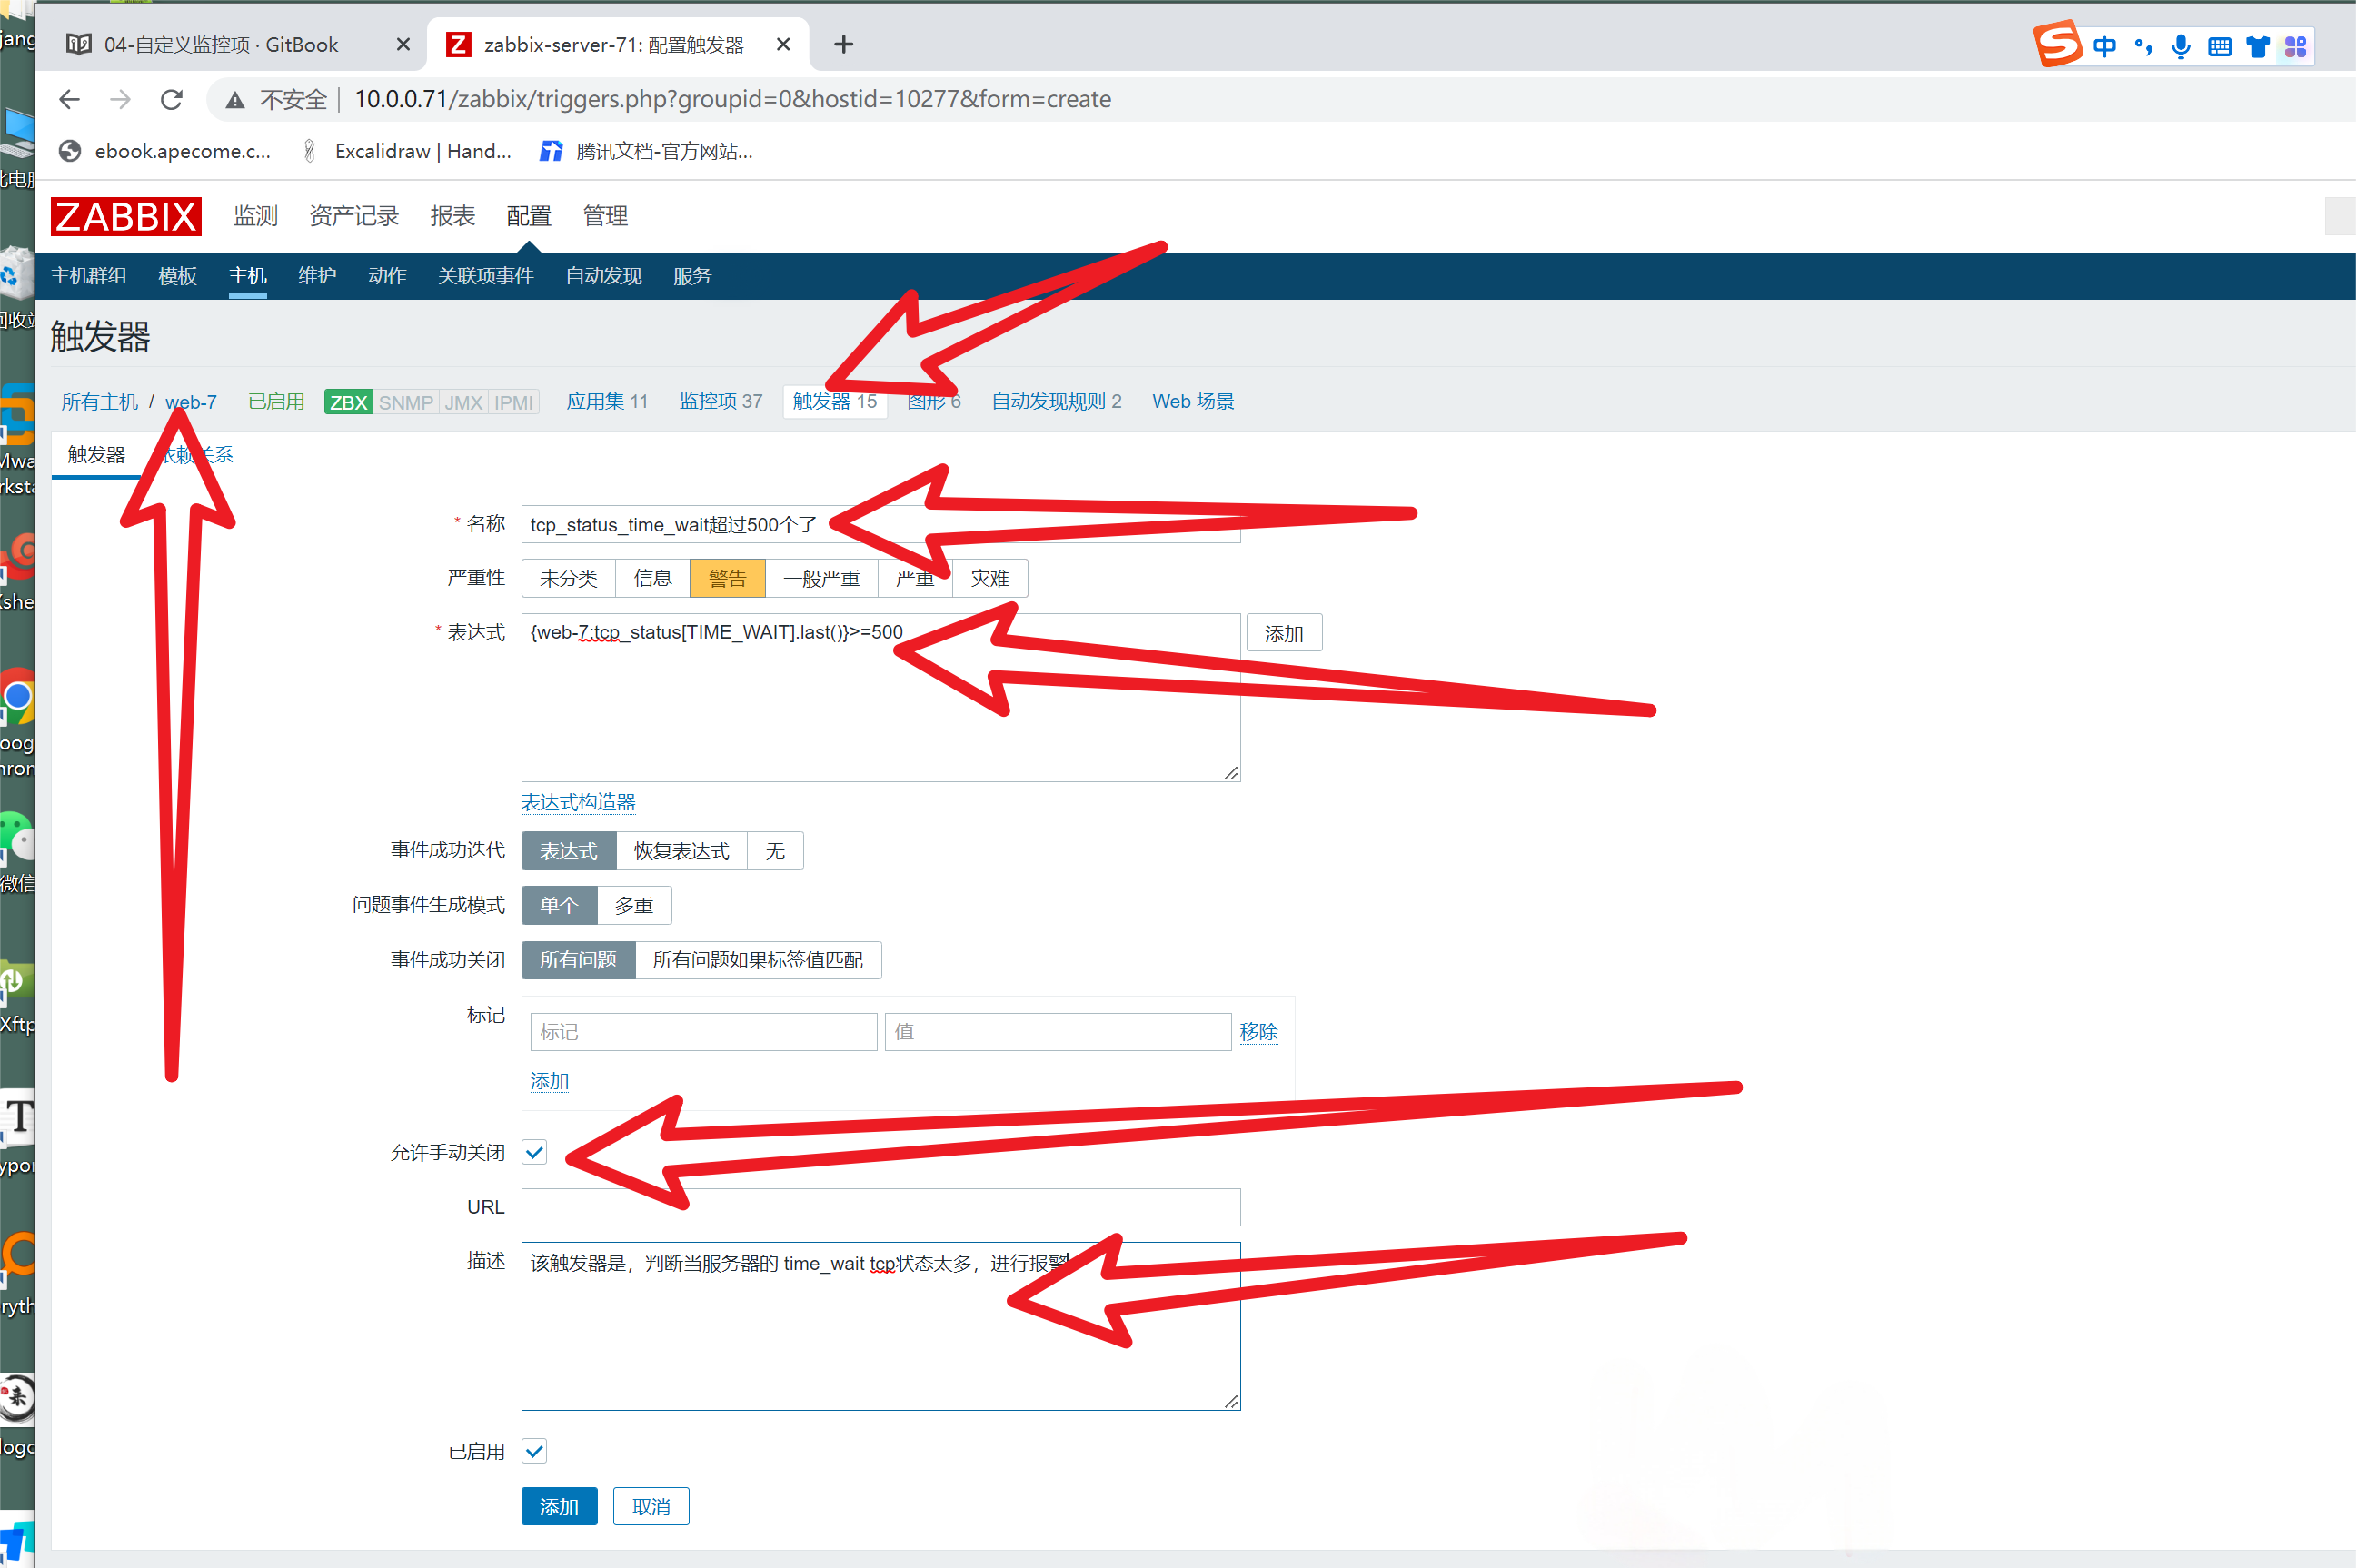 04-自定义监控项 · GitBook
zabbix-server-71: 配置触发器
中
不安全
10.0.0.71/zabbix/triggers.php?groupid=0&hostid=10277&form=create
ebook.apecome.c...
Excalidraw | Hand...
腾讯文档-官方网站...
ZABBIX 监测 资产记录 报表 配置 管理
主机群组 模板 主机 维护 动作 关联项事件 自动发现 服务
触发器
所有主机 / web-7 已启用 ZBX SNMP JMX IPMI 应用集 11 监控项 37 触发器 15 图形 6 自动发现规则 2 Web 场景
触发器 依赖关系
* 名称 tcp_status_time_wait超过500个了
严重性 未分类 信息 警告 一般严重 严重 灾难
* 表达式 {web-7:tcp_status[TIME_WAIT].last()}>=500 添加
表达式构造器
事件成功迭代 表达式 恢复表达式 无
问题事件生成模式 单个 多重
事件成功关闭 所有问题 所有问题如果标签值匹配
标记 标记 值 移除
添加
允许手动关闭
URL
描述 该触发器是，判断当服务器的 time_wait tcp状态太多，进行报警
已启用
添加 取消
微信
Xftp